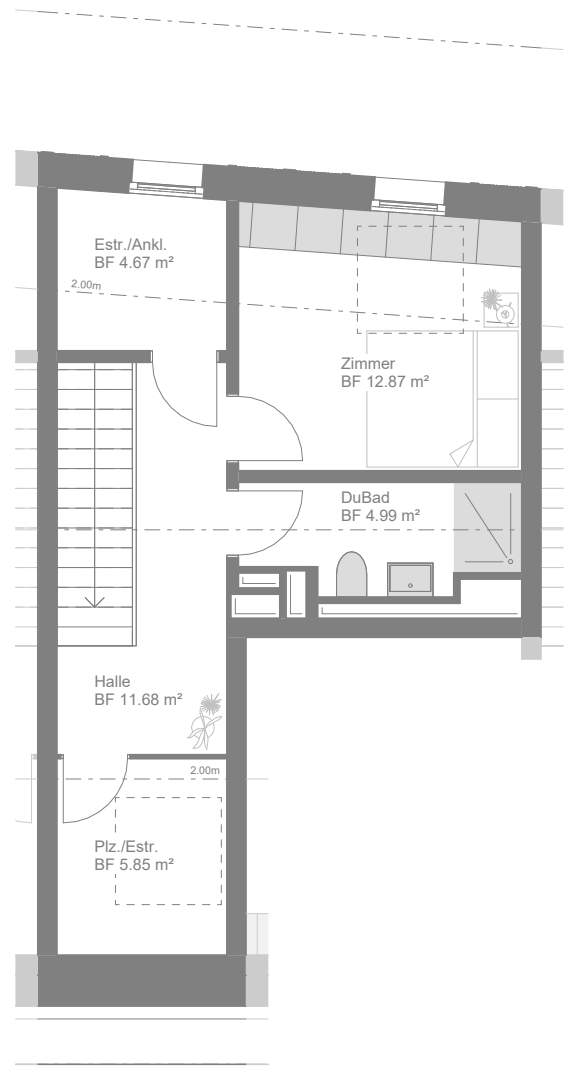 Estr./Ankl.
BF 4.67 m²
2.00m
Zimmer
BF 12.87 m²
DuBad
BF 4.99 m²
Halle
BF 11.68 m²
2.00m
Plz./Estr.
BF 5.85 m²